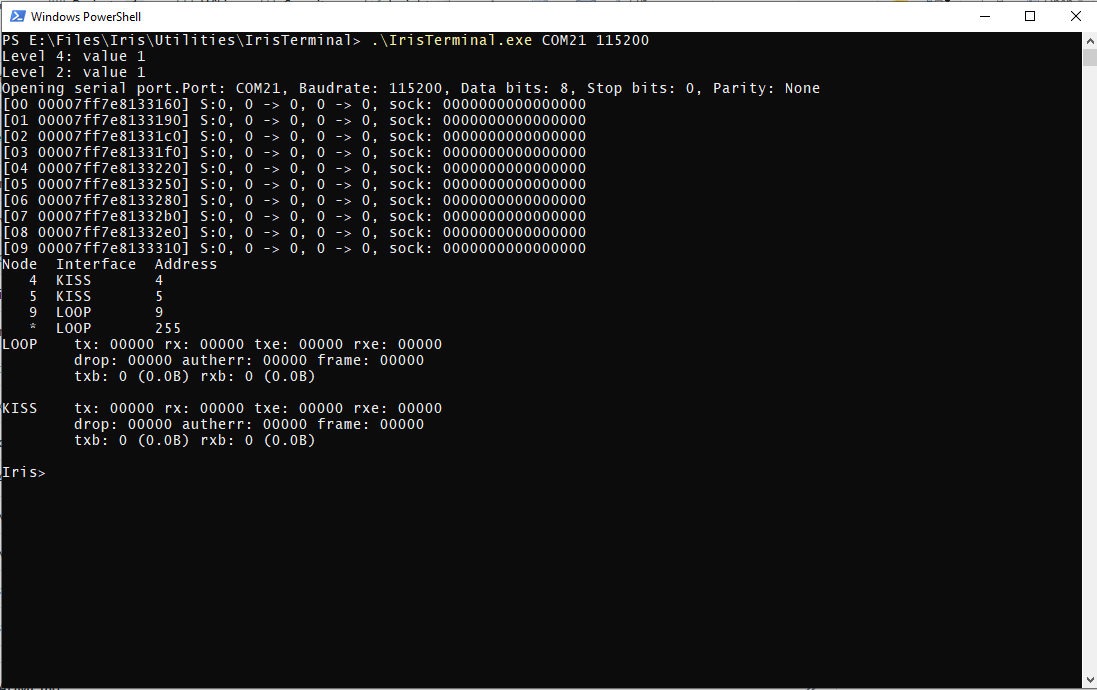 Windows PowerShell
PS E:\Files\Iris\Utilities\IrisTerminal> .\IrisTerminal.exe COM21 115200
Level 4: value 1
Level 2: value 1
Opening serial port.Port: COM21, Baudrate: 115200, Data bits: 8, Stop bits: 0, Parity: None
[00 00007ff7e8133160] S:0, 0 -> 0, 0 -> 0, sock: 0000000000000000
[01 00007ff7e8133190] S:0, 0 -> 0, 0 -> 0, sock: 0000000000000000
[02 00007ff7e81331c0] S:0, 0 -> 0, 0 -> 0, sock: 0000000000000000
[03 00007ff7e81331f0] S:0, 0 -> 0, 0 -> 0, sock: 0000000000000000
[04 00007ff7e8133220] S:0, 0 -> 0, 0 -> 0, sock: 0000000000000000
[05 00007ff7e8133250] S:0, 0 -> 0, 0 -> 0, sock: 0000000000000000
[06 00007ff7e8133280] S:0, 0 -> 0, 0 -> 0, sock: 0000000000000000
[07 00007ff7e81332b0] S:0, 0 -> 0, 0 -> 0, sock: 0000000000000000
[08 00007ff7e81332e0] S:0, 0 -> 0, 0 -> 0, sock: 0000000000000000
[09 00007ff7e8133310] S:0, 0 -> 0, 0 -> 0, sock: 0000000000000000
Node  Interface  Address
   4  KISS       4
   5  KISS       5
   9  LOOP       9
   *  LOOP       255
LOOP    tx: 00000 rx: 00000 txe: 00000 rxe: 00000
        drop: 00000 autherr: 00000 frame: 00000
        txb: 0 (0.0B) rxb: 0 (0.0B)
KISS    tx: 00000 rx: 00000 txe: 00000 rxe: 00000
        drop: 00000 autherr: 00000 frame: 00000
        txb: 0 (0.0B) rxb: 0 (0.0B)
Iris>